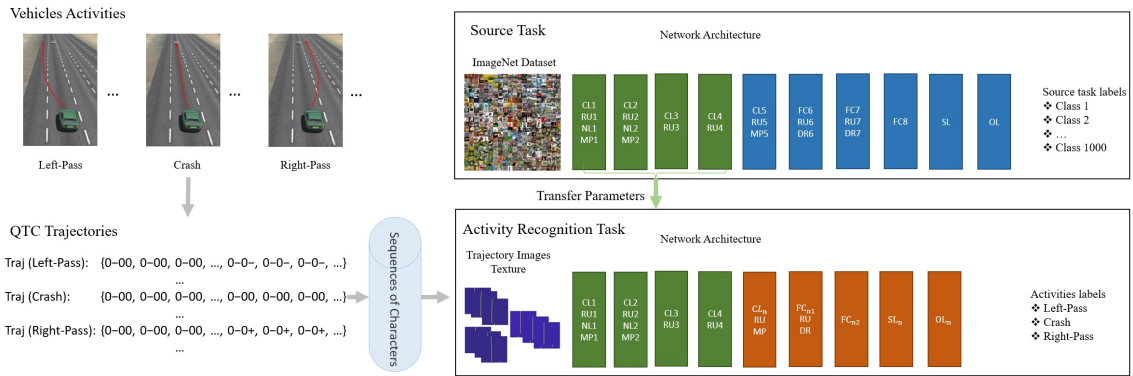 Vehicles Activities
...
...
...
Left-Pass
Crash
Right-Pass
QTC Trajectories
Traj (Left-Pass): {0–00, 0–00, 0–00, ..., 0–0–, 0–0–, 0–0–, ...}
...
Traj (Crash): {0–00, 0–00, 0–00, ..., 0–00, 0–00, 0–00, ...}
...
Traj (Right-Pass): {0–00, 0–00, 0–00, ..., 0–0+, 0–0+, 0–0+, ...}
...
Sequences of Characters
Source Task
Network Architecture
ImageNet Dataset
CL1
RU1
NL1
MP1
CL2
RU2
NL2
MP2
CL3
RU3
CL4
RU4
CL5
RU5
MP5
FC6
RU6
DR6
FC7
RU7
DR7
FC8
SL
OL
Source task labels
❖ Class 1
❖ Class 2
❖ ...
❖ Class 1000
Transfer Parameters
Activity Recognition Task
Network Architecture
Trajectory Images
Texture
CL1
RU1
NL1
MP1
CL2
RU2
NL2
MP2
CL3
RU3
CL4
RU4
CLₙ
RU
MP
FCₙ₁
RU
DR
FCₙ₂
SLₙ
OLₙ
Activities labels
❖ Left-Pass
❖ Crash
❖ Right-Pass